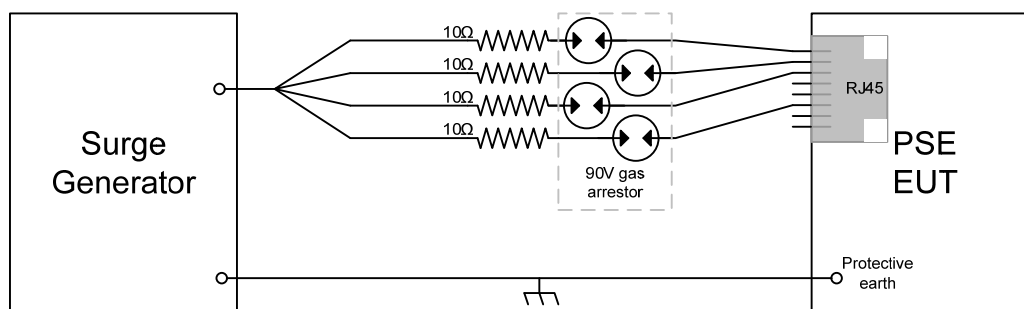 10Ω
10Ω
10Ω
10Ω
RJ45
Surge
Generator
PSE
EUT
90V gas
arrestor
Protective
earth